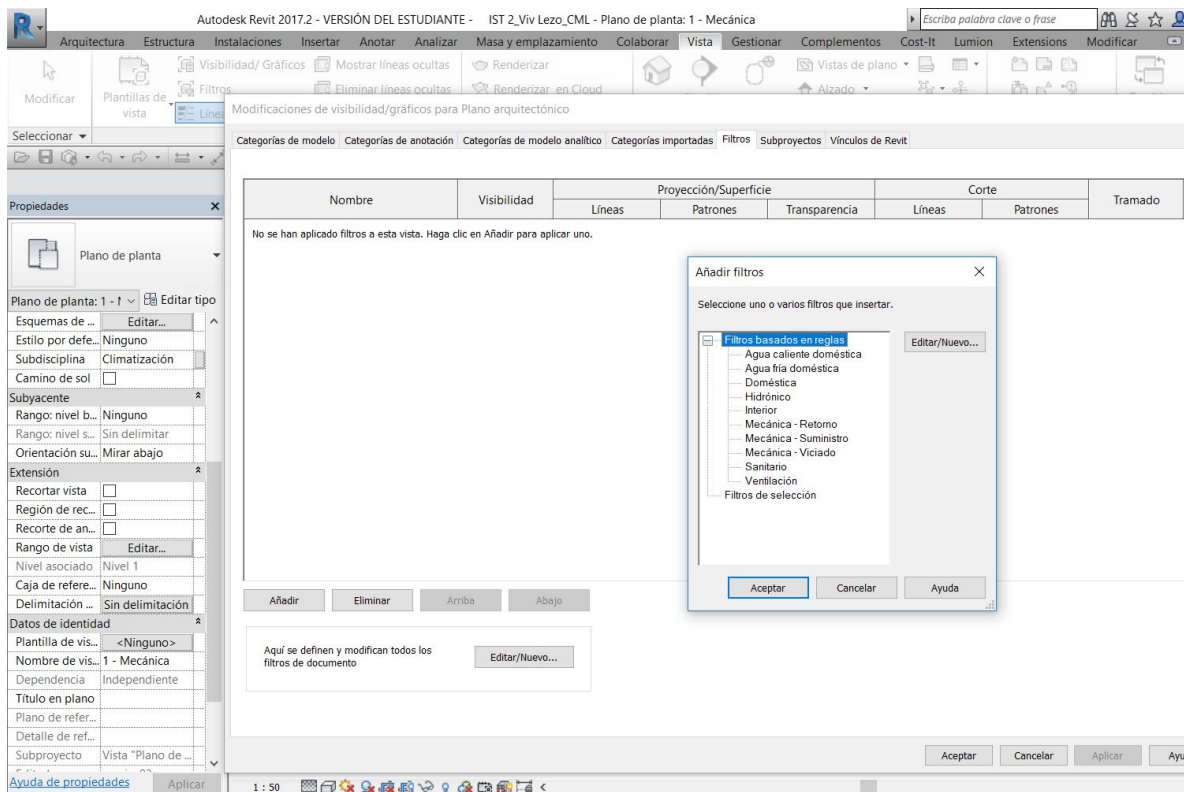 Autodesk Revit 2017.2 - VERSIÓN DEL ESTUDIANTE - IST 2_Viv Lezo_CML - Plano de planta: 1 - Mecánica
Escriba palabra clave o frase
Arquitectura Estructura Instalaciones Insertar Anotar Analizar Masa y emplazamiento Colaborar Vista Gestionar Complementos Cost-It Lumion Extensions Modificar
Visibilidad/ Gráficos Mostrar líneas ocultas Renderizar Vistas de plano
Filtros Eliminar líneas ocultas Renderizar en Cloud Alzado
Modificar Plantillas de vista
Seleccionar
Modificaciones de visibilidad/gráficos para Plano arquitectónico
Categorías de modelo Categorías de anotación Categorías de modelo analítico Categorías importadas Filtros Subproyectos Vínculos de Revit
Nombre Visibilidad Proyección/Superficie Corte Tramado
Líneas Patrones Transparencia Líneas Patrones
No se han aplicado filtros a esta vista. Haga clic en Añadir para aplicar uno.
Añadir filtros
Seleccione uno o varios filtros que insertar.
Filtros basados en reglas
Agua caliente doméstica
Agua fría doméstica
Doméstica
Hidrónico
Interior
Mecánica - Retorno
Mecánica - Suministro
Mecánica - Viciado
Sanitario
Ventilación
Filtros de selección
Editar/Nuevo...
Aceptar Cancelar Ayuda
Añadir Eliminar Arriba Abajo
Aquí se definen y modifican todos los
filtros de documento
Editar/Nuevo...
Aceptar Cancelar Aplicar
Propiedades
Plano de planta
Plano de planta: 1 - Editar tipo
Esquemas de ... Editar...
Estilo por defe... Ninguno
Subdisciplina Climatización
Camino de sol
Subyacente
Rango: nivel b... Ninguno
Rango: nivel s... Sin delimitar
Orientación su... Mirar abajo
Extensión
Recortar vista
Región de rec...
Recorte de an...
Rango de vista Editar...
Nivel asociado Nivel 1
Caja de refere... Ninguno
Delimitación ... Sin delimitación
Datos de identidad
Plantilla de vis... <Ninguno>
Nombre de vis... 1 - Mecánica
Dependencia Independiente
Título en plano
Plano de refer...
Detalle de ref...
Subproyecto Vista "Plano de ...
Ayuda de propiedades Aplicar
1 : 50